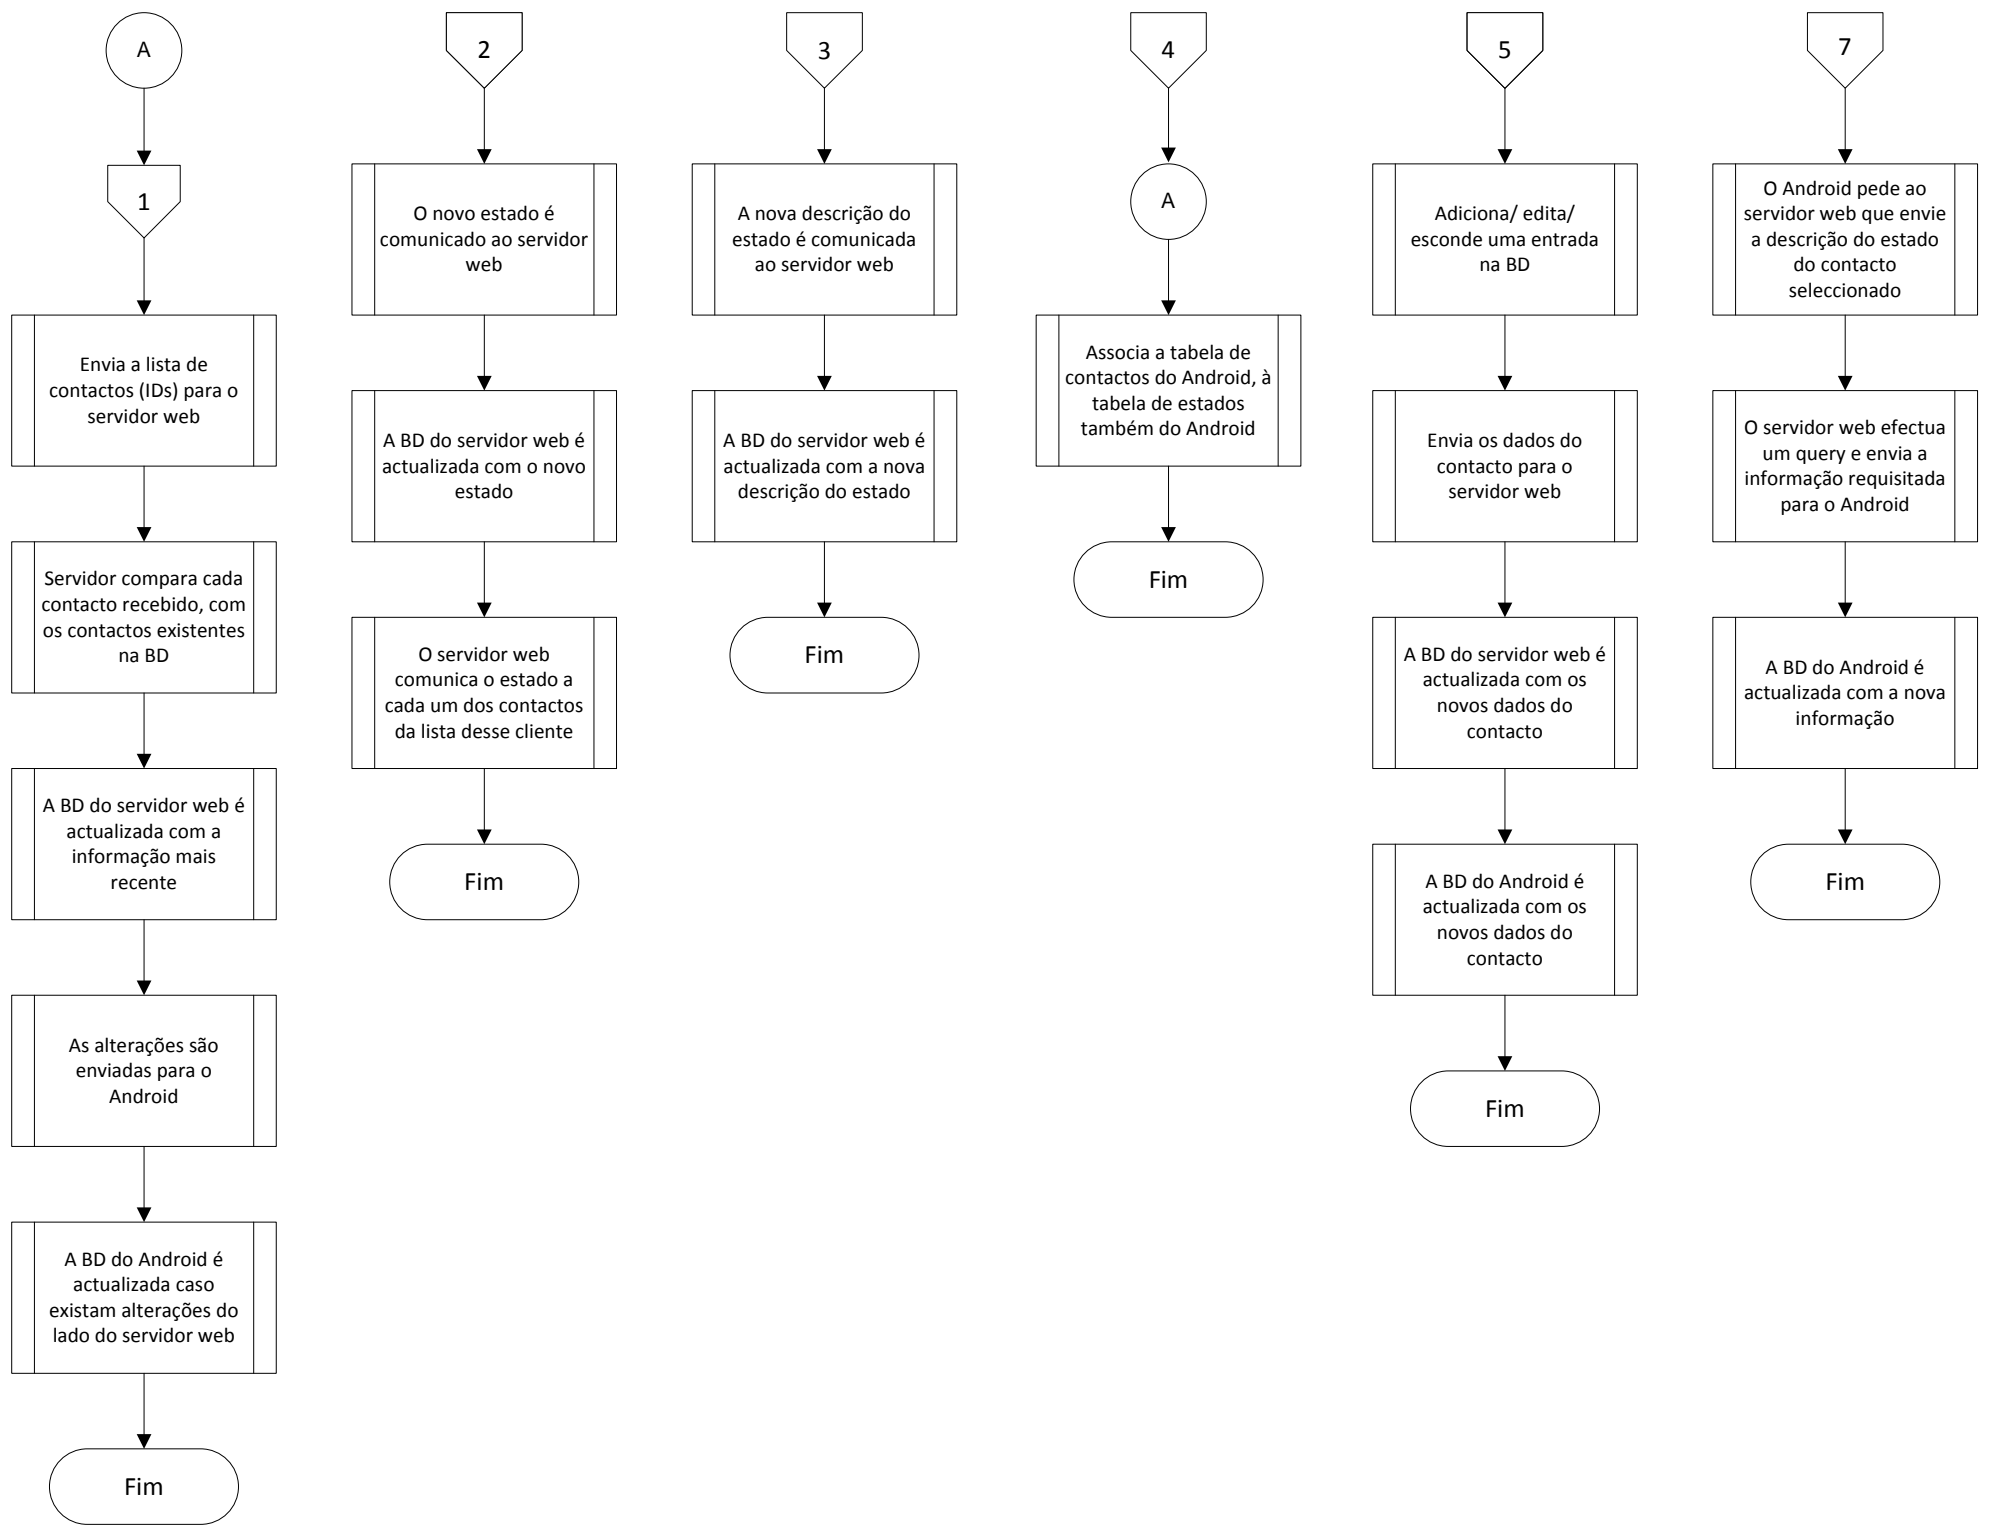 A
1
Envia a lista de
contactos (IDs) para o
servidor web
Servidor compara cada
contacto recebido, com
os contactos existentes
na BD
A BD do servidor web é
actualizada com a
informação mais
recente
As alterações são
enviadas para o
Android
A BD do Android é
actualizada caso
existam alterações do
lado do servidor web
Fim
2
O novo estado é
comunicado ao servidor
web
A BD do servidor web é
actualizada com o novo
estado
O servidor web
comunica o estado a
cada um dos contactos
da lista desse cliente
Fim
3
A nova descrição do
estado é comunicada
ao servidor web
A BD do servidor web é
actualizada com a nova
descrição do estado
Fim
4
A
Associa a tabela de
contactos do Android, à
tabela de estados
também do Android
Fim
5
Adiciona/ edita/
esconde uma entrada
na BD
Envia os dados do
contacto para o
servidor web
A BD do servidor web é
actualizada com os
novos dados do
contacto
A BD do Android é
actualizada com os
novos dados do
contacto
Fim
7
O Android pede ao
servidor web que envie
a descrição do estado
do contacto
seleccionado
O servidor web efectua
um query e envia a
informação requisitada
para o Android
A BD do Android é
actualizada com a nova
informação
Fim